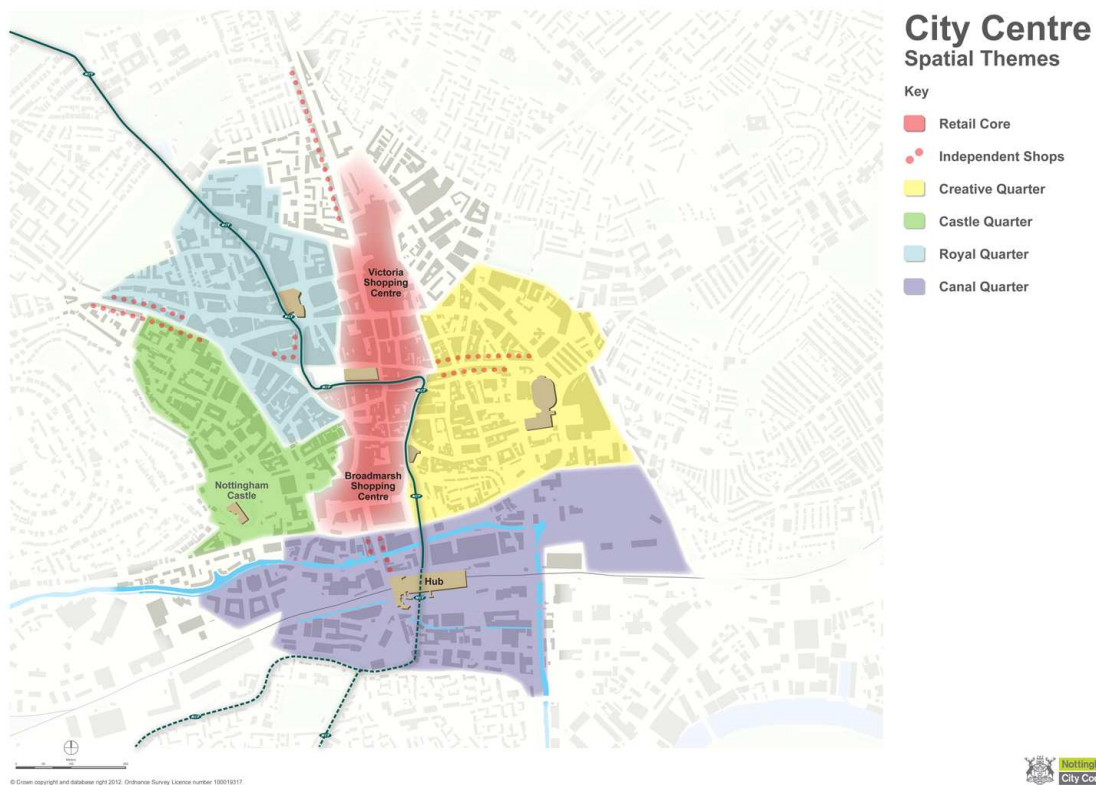 City Centre
Spatial Themes
Key
Retail Core
Independent Shops
Creative Quarter
Castle Quarter
Royal Quarter
Canal Quarter
Victoria
Shopping
Centre
Broadmarsh
Shopping
Centre
Nottingham
Castle
Hub
© Crown copyright and database right 2012. Ordnance Survey Licence number 100019317.
Nottingh
City Cou